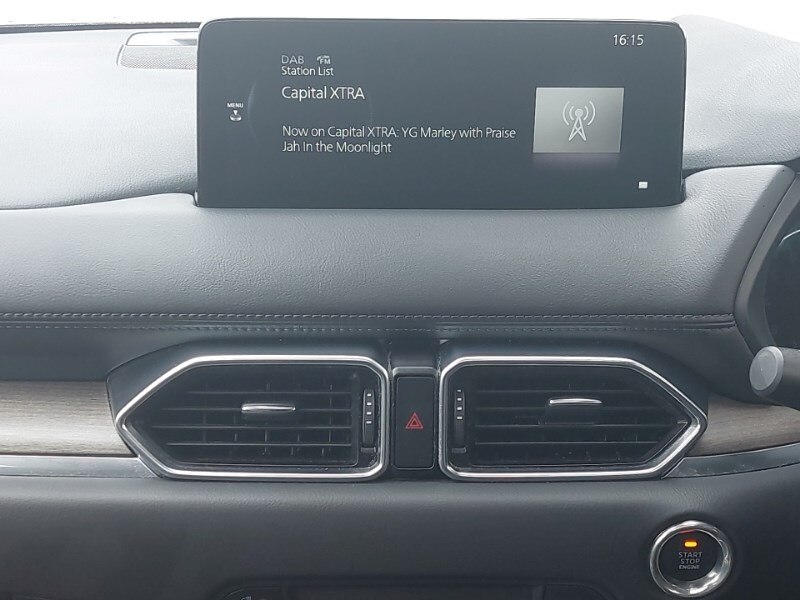 16:15
DAB FM
Station List
Capital XTRA
MENU
Now on Capital XTRA: YG Marley with Praise
Jah In the Moonlight
START
STOP
ENGINE